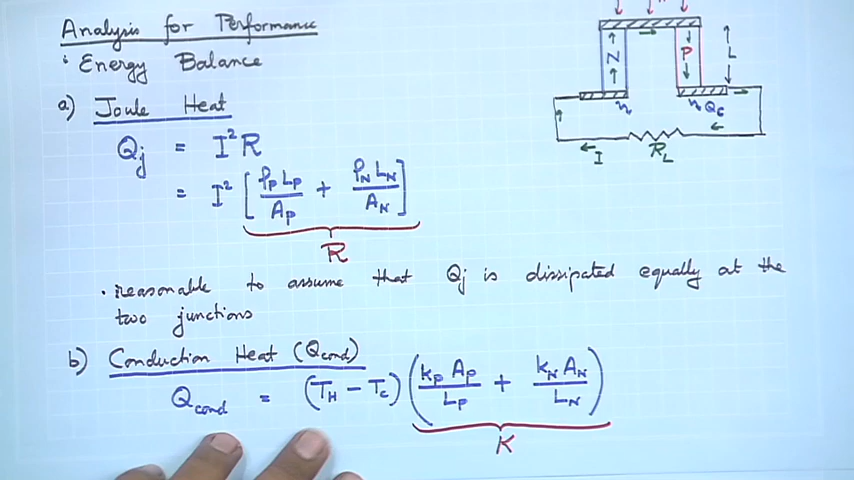 Analysis for Performance
Energy Balance
a) Joule Heat
Qj = I²R
= I² [ ρP LP / AP + ρN LN / AN ]
R
• reasonable to assume that Qj is dissipated equally at the
two junctions
b) Conduction Heat (Qcond)
Qcond = (TH − TC) ( kP AP / LP + kN AN / LN )
K
N
P
L
QC
I
RL